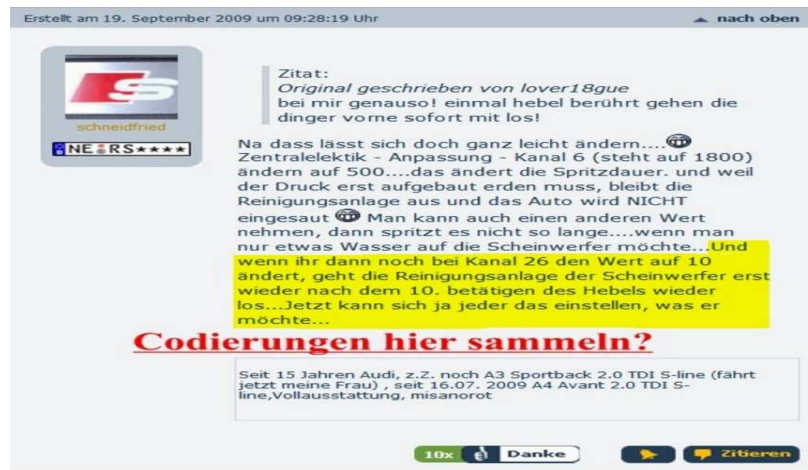 Erstellt am 19. September 2009 um 09:28:19 Uhr
nach oben
schneidfried
NE RS****
Zitat:
Original geschrieben von lover18gue
bei mir genauso! einmal hebel berührt gehen die
dinger vorne sofort mit los!
Na dass lässt sich doch ganz leicht ändern....
Zentralelektik - Anpassung - Kanal 6 (steht auf 1800)
ändern auf 500....das ändert die Spritzdauer. und weil
der Druck erst aufgebaut erden muss, bleibt die
Reinigungsanlage aus und das Auto wird NICHT
eingesaut Man kann auch einen anderen Wert
nehmen, dann spritzt es nicht so lange....wenn man
nur etwas Wasser auf die Scheinwerfer möchte...Und
wenn ihr dann noch bei Kanal 26 den Wert auf 10
ändert, geht die Reinigungsanlage der Scheinwerfer erst
wieder nach dem 10. betätigen des Hebels wieder
los...Jetzt kann sich ja jeder das einstellen, was er
möchte...
Codierungen hier sammeln?
Seit 15 Jahren Audi, z.Z. noch A3 Sportback 2.0 TDI S-line (fährt
jetzt meine Frau) , seit 16.07. 2009 A4 Avant 2.0 TDI S-
line,Vollausstattung, misanorot
10x Danke
Zitieren